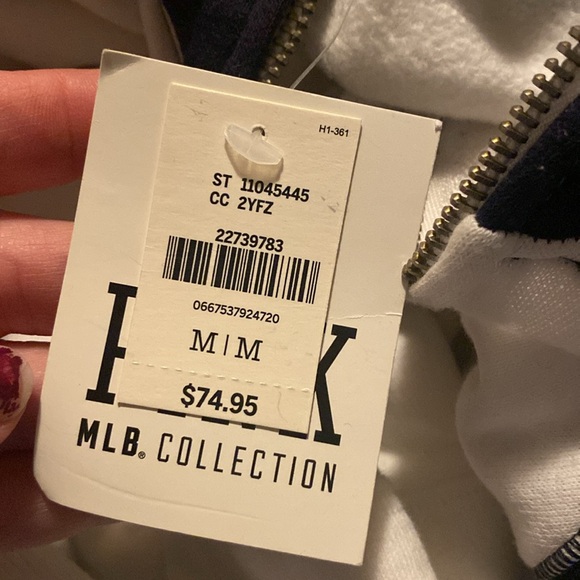 H1-361
ST 11045445
CC 2YFZ
22739783
0667537924720
M|M
$74.95
MLB® COLLECTION